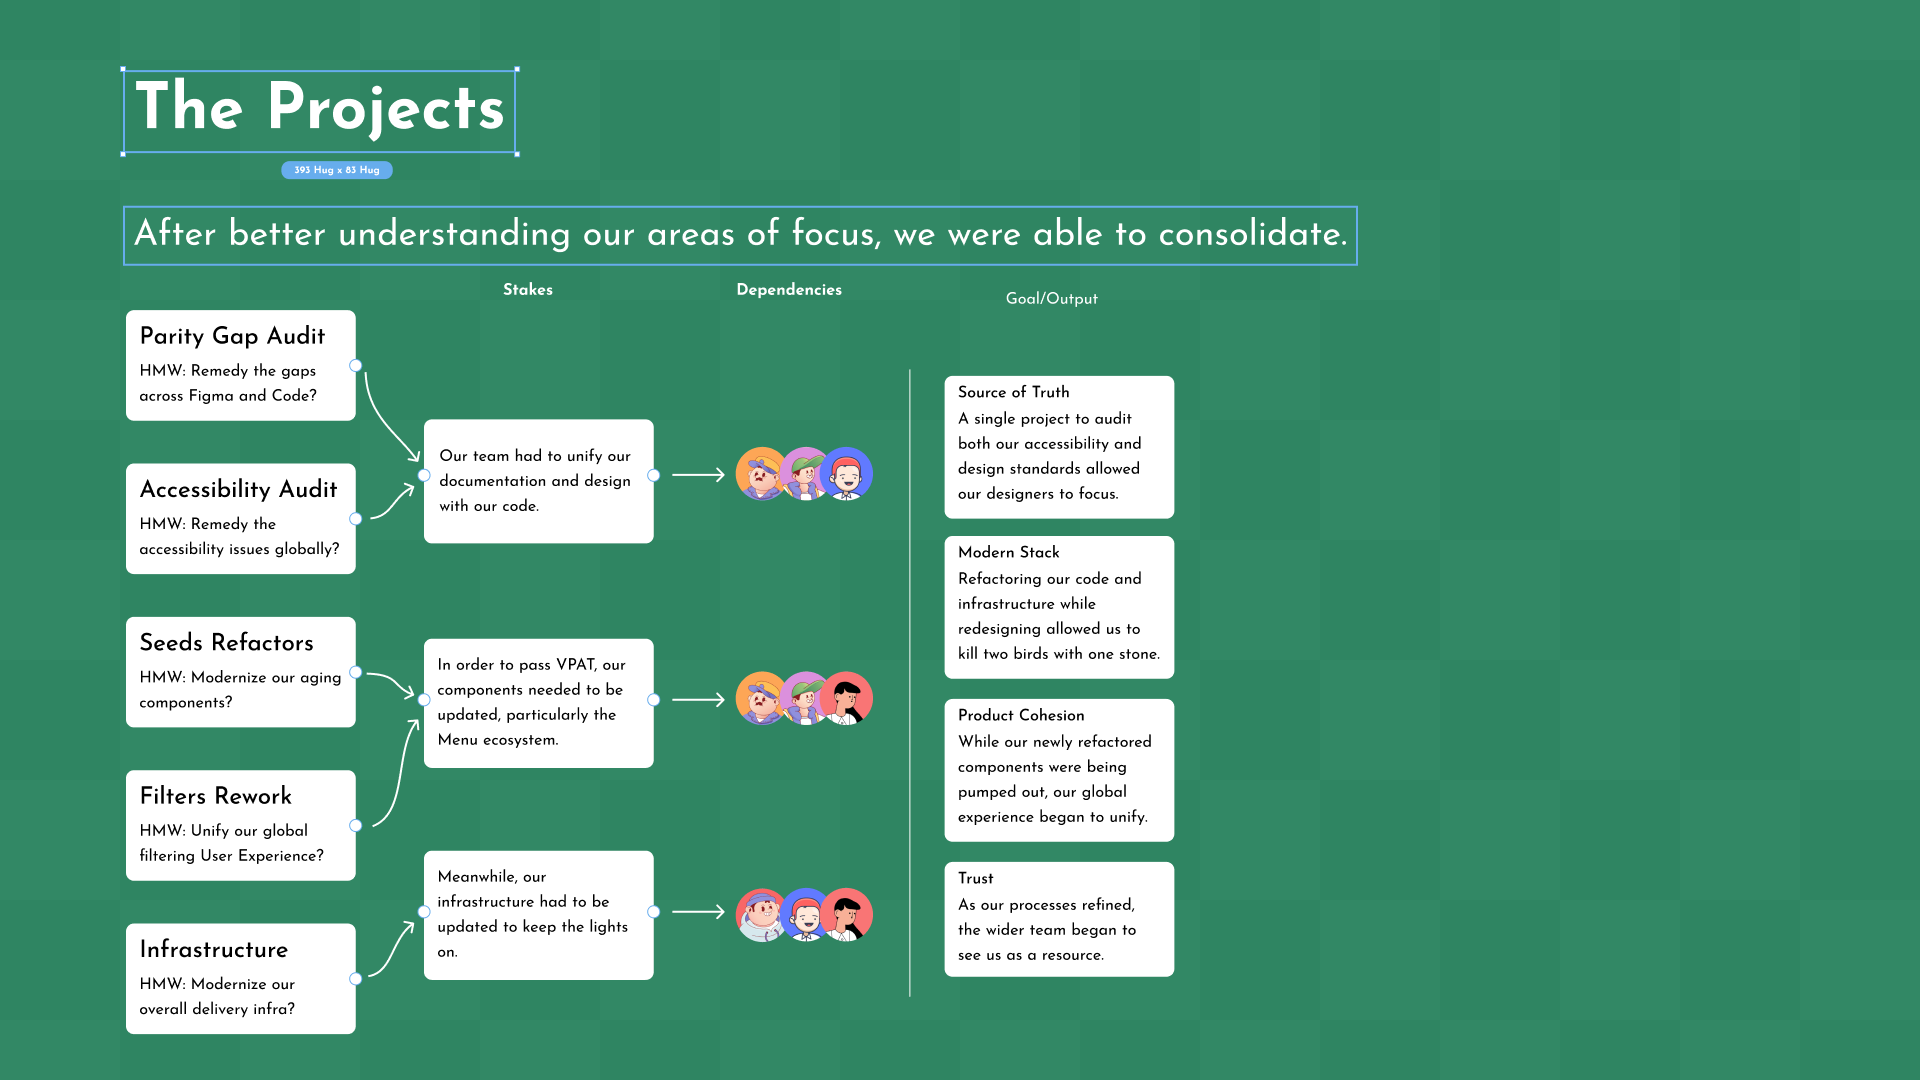 The Projects
393 Hug x 83 Hug
After better understanding our areas of focus, we were able to consolidate.
Stakes
Dependencies
Goal/Output
Parity Gap Audit
HMW: Remedy the gaps
across Figma and Code?
Accessibility Audit
HMW: Remedy the
accessibility issues globally?
Seeds Refactors
HMW: Modernize our aging
components?
Filters Rework
HMW: Unify our global
filtering User Experience?
Infrastructure
HMW: Modernize our
overall delivery infra?
Our team had to unify our
documentation and design
with our code.
In order to pass VPAT, our
components needed to be
updated, particularly the
Menu ecosystem.
Meanwhile, our
infrastructure had to be
updated to keep the lights
on.
Source of Truth
A single project to audit
both our accessibility and
design standards allowed
our designers to focus.
Modern Stack
Refactoring our code and
infrastructure while
redesigning allowed us to
kill two birds with one stone.
Product Cohesion
While our newly refactored
components were being
pumped out, our global
experience began to unify.
Trust
As our processes refined,
the wider team began to
see us as a resource.